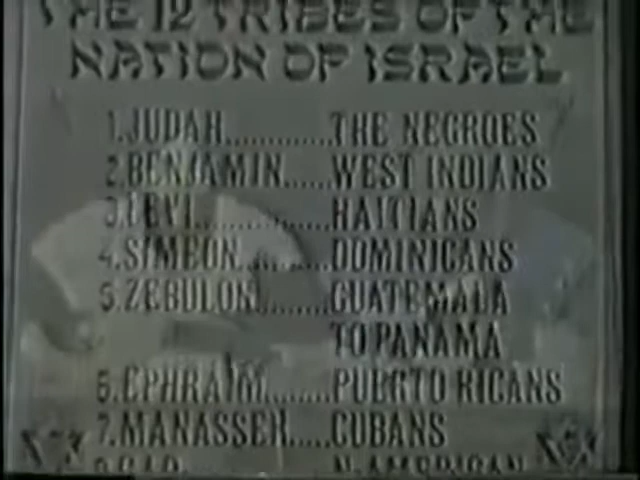 THE 12 TRIBES OF THE
NATION OF ISRAEL
1.JUDAH.............THE NEGROES
2.BENJAMIN.....WEST INDIANS
3.LEVI...............HAITIANS
4.SIMEON..........DOMINICANS
5.ZEBULON........GUATEMALA
TO PANAMA
6.EPHRAIM........PUERTO RICANS
7.MANASSEH.....CUBANS
N.AMERICAN